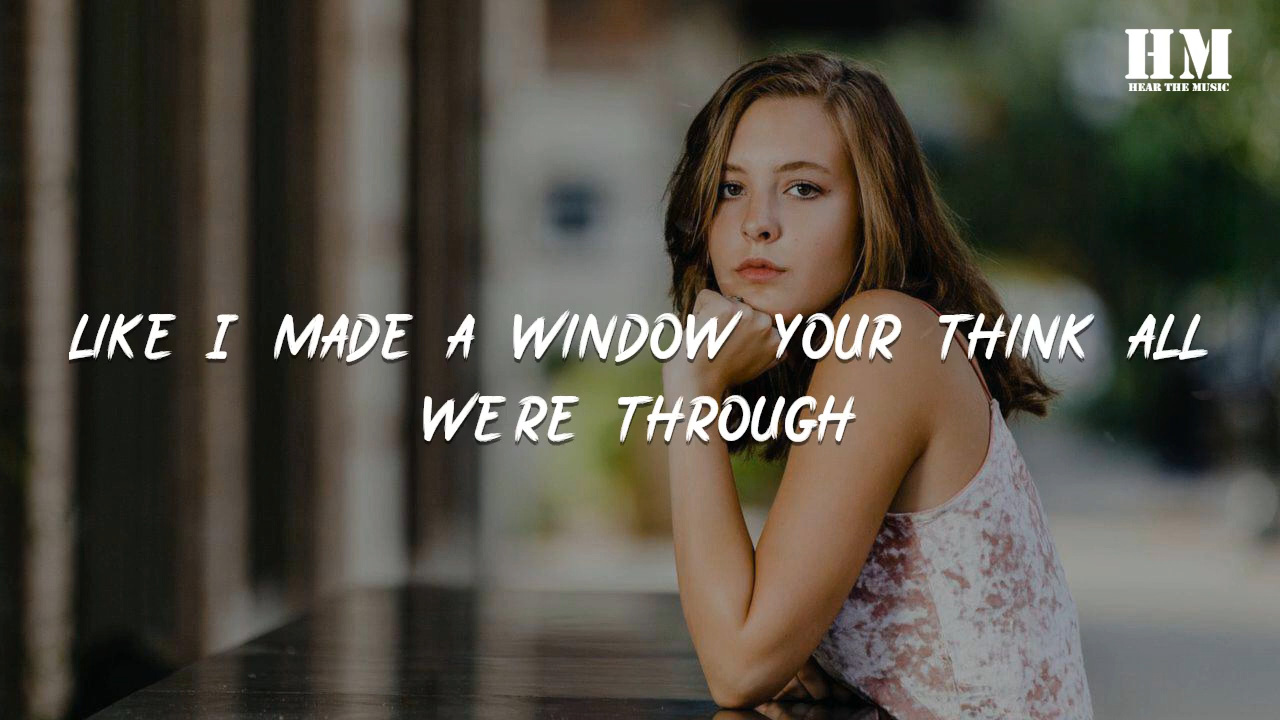 HM
HEAR THE MUSIC
LIKE I MADE A WINDOW YOUR THINK ALL
WE'RE THROUGH